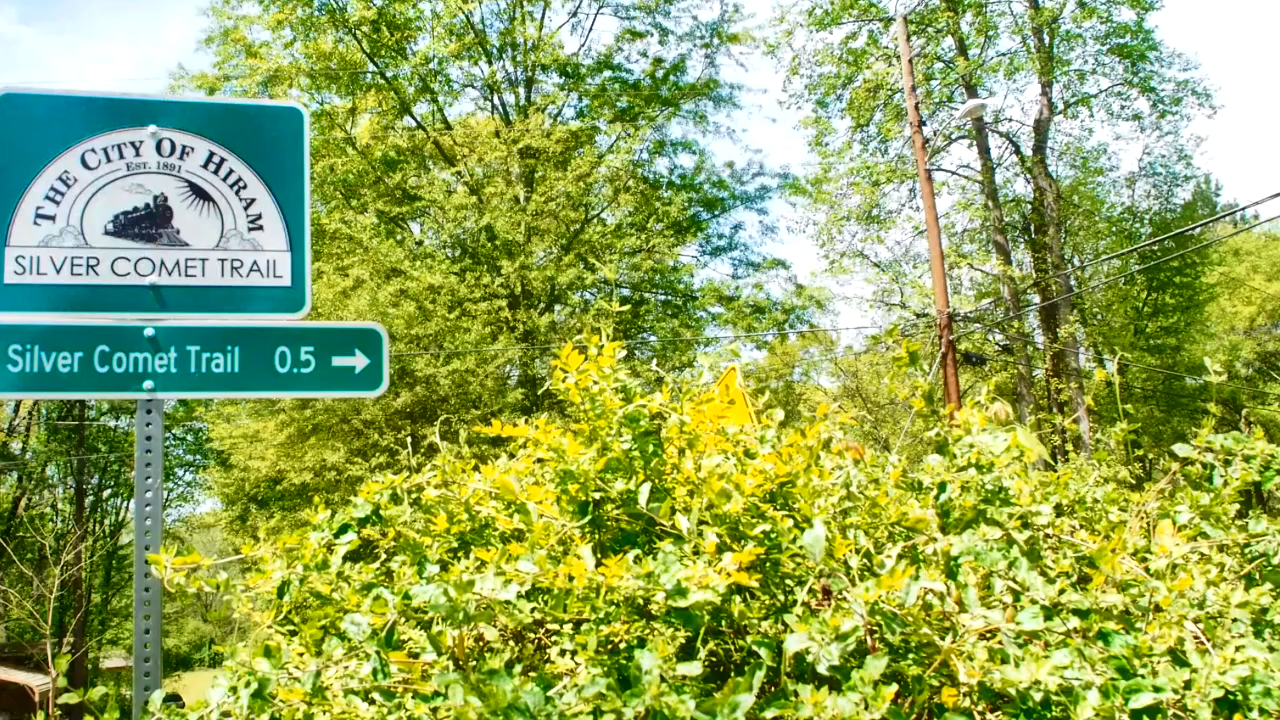 THE CITY OF HIRAM
EST. 1891
SILVER COMET TRAIL
Silver Comet Trail 0.5 →